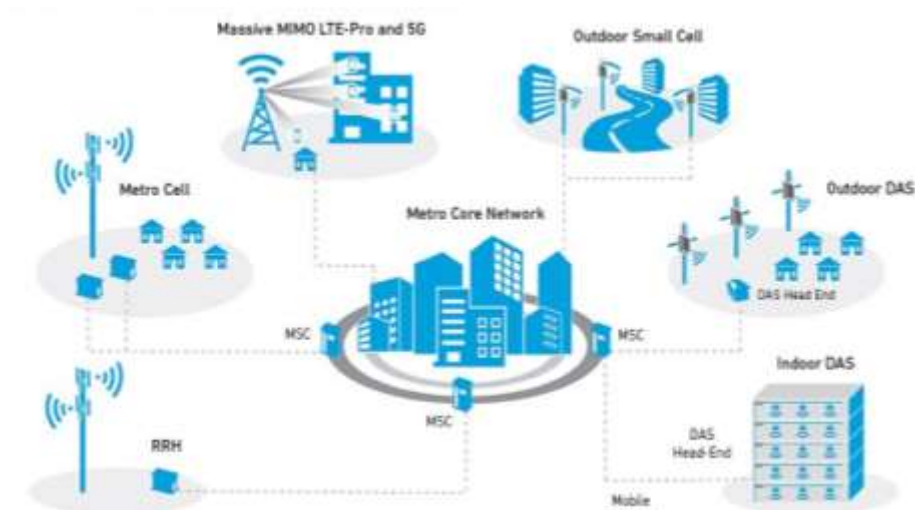 Massive MIMO LTE-Pro and 5G
Outdoor Small Cell
Metro Cell
Metro Core Network
Outdoor DAS
DAS Head End
MSC
MSC
MSC
Indoor DAS
RRH
DAS
Head-End
Mobile